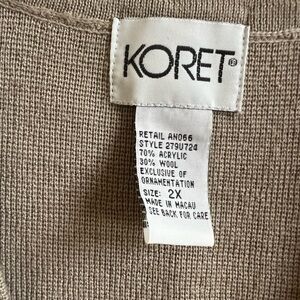 KORET®
RETAIL AN066
STYLE 279U724
70% ACRYLIC
30% WOOL
EXCLUSIVE OF
ORNAMENTATION
SIZE: 2X
MADE IN MACAU
SEE BACK FOR CARE